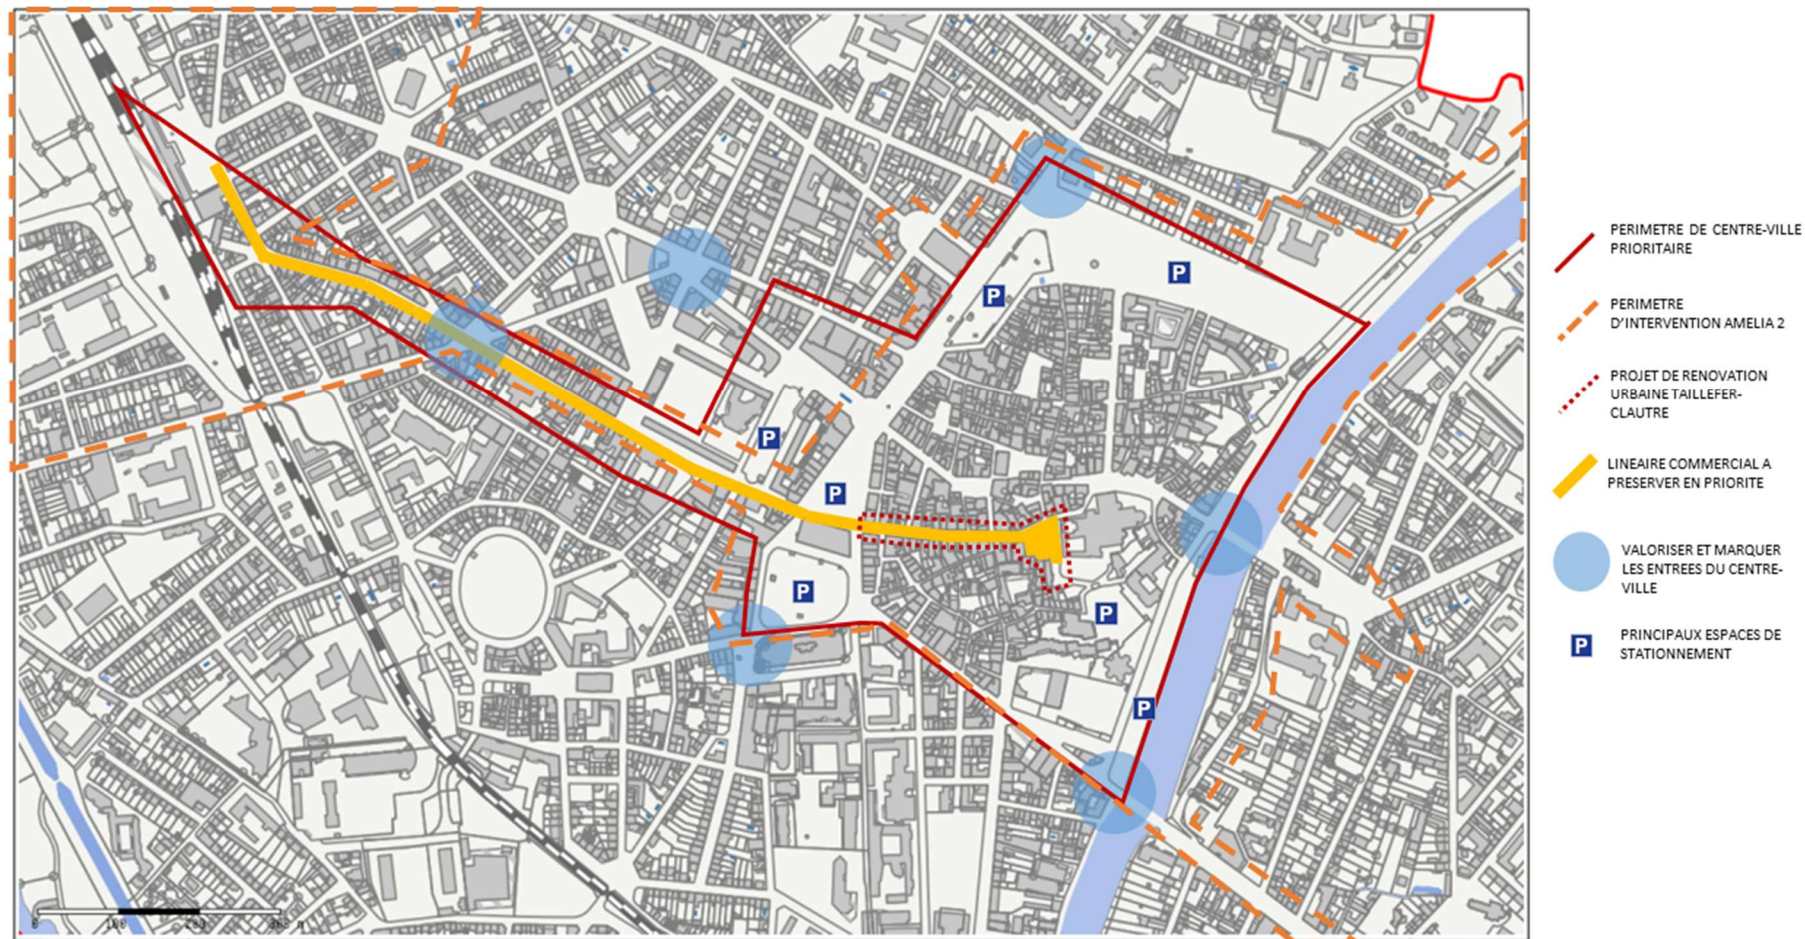 P
P
P
P
P
P
P
0
PERIMETRE DE CENTRE-VILLE
PRIORITAIRE
PERIMETRE
D'INTERVENTION AMELIA 2
PROJET DE RENOVATION
URBAINE TAILLEFER-
CLAUTRE
LINEAIRE COMMERCIAL A
PRESERVER EN PRIORITE
VALORISER ET MARQUER
LES ENTREES DU CENTRE-
VILLE
P
PRINCIPAUX ESPACES DE
STATIONNEMENT